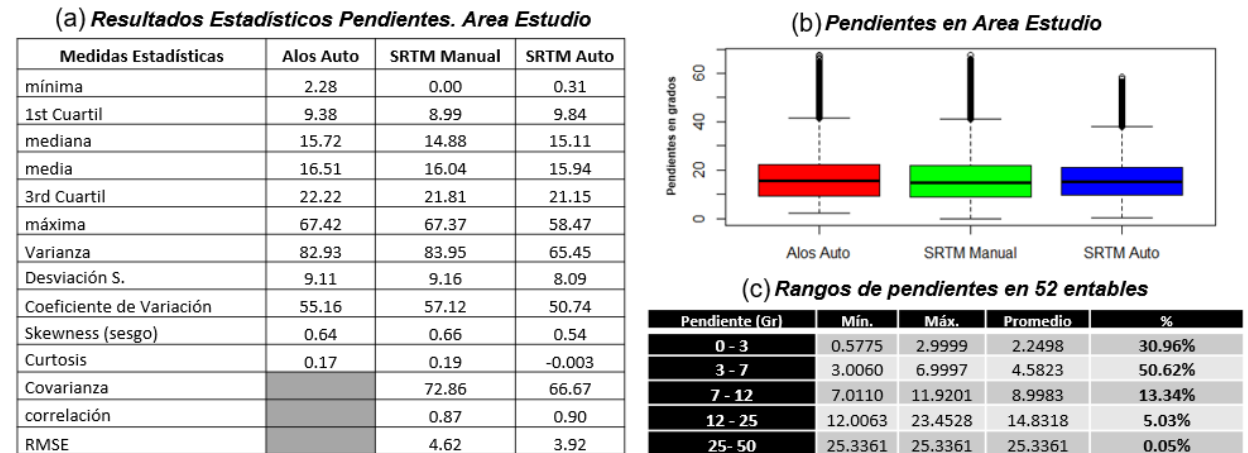 (a) Resultados Estadísticos Pendientes. Area Estudio
Medidas Estadísticas Alos Auto SRTM Manual SRTM Auto
mínima 2.28 0.00 0.31
1st Cuartil 9.38 8.99 9.84
mediana 15.72 14.88 15.11
media 16.51 16.04 15.94
3rd Cuartil 22.22 21.81 21.15
máxima 67.42 67.37 58.47
Varianza 82.93 83.95 65.45
Desviación S. 9.11 9.16 8.09
Coeficiente de Variación 55.16 57.12 50.74
Skewness (sesgo) 0.64 0.66 0.54
Curtosis 0.17 0.19 -0.003
Covarianza 72.86 66.67
correlación 0.87 0.90
RMSE 4.62 3.92
(b) Pendientes en Area Estudio
Pendientes en grados
60
40
20
0
Alos Auto SRTM Manual SRTM Auto
(c) Rangos de pendientes en 52 entables
Pendiente (Gr) Mín. Máx. Promedio %
0 - 3 0.5775 2.9999 2.2498 30.96%
3 - 7 3.0060 6.9997 4.5823 50.62%
7 - 12 7.0110 11.9201 8.9983 13.34%
12 - 25 12.0063 23.4528 14.8318 5.03%
25- 50 25.3361 25.3361 25.3361 0.05%